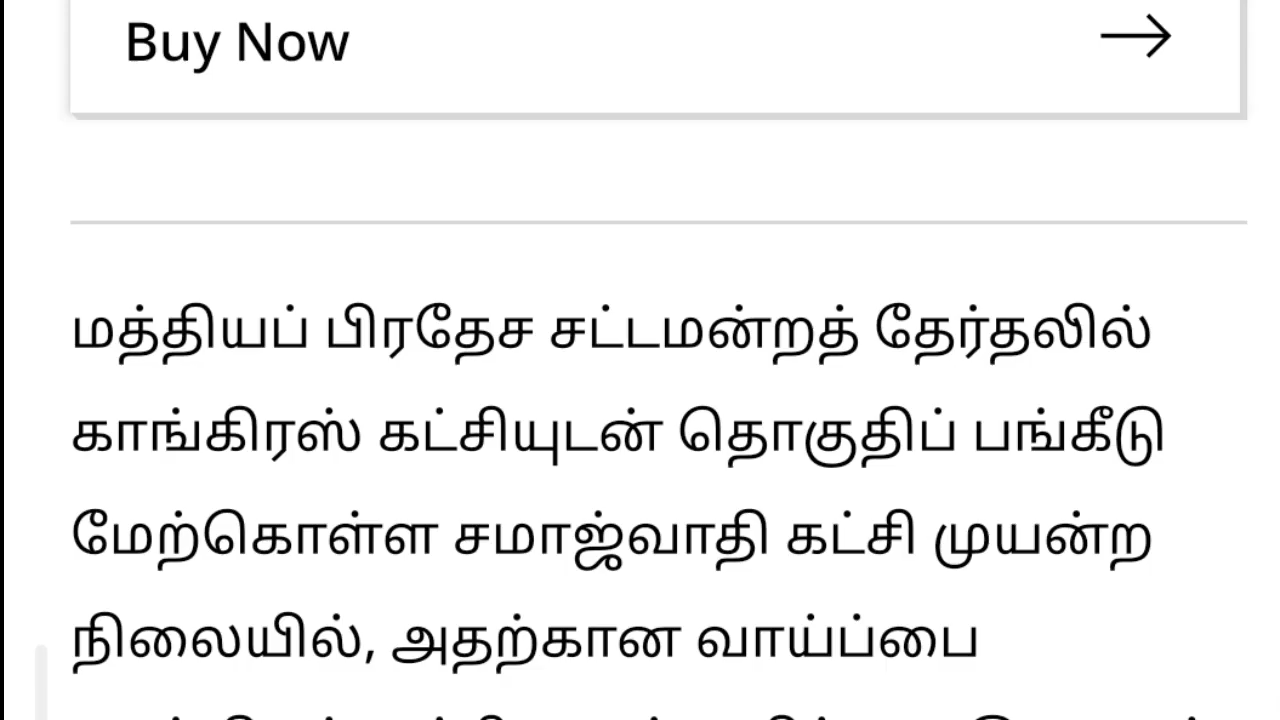 Buy Now
மத்தியப் பிரதேச சட்டமன்றத் தேர்தலில்
காங்கிரஸ் கட்சியுடன் தொகுதிப் பங்கீடு
மேற்கொள்ள சமாஜ்வாதி கட்சி முயன்ற
நிலையில், அதற்கான வாய்ப்பை